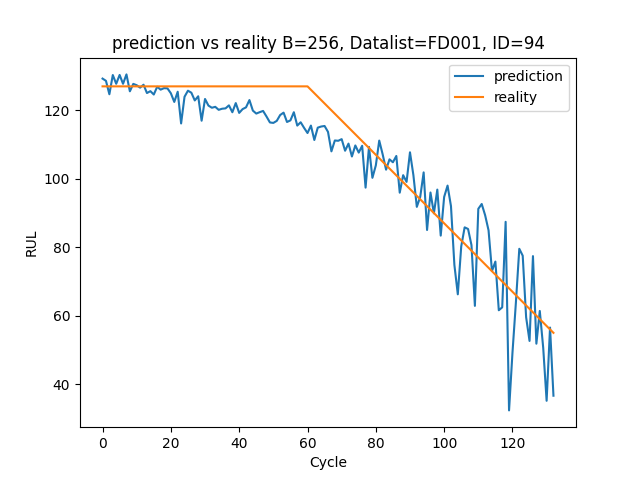 prediction vs reality B=256, Datalist=FD001, ID=94
prediction
reality
RUL
120
100
80
60
40
0 20 40 60 80 100 120
Cycle